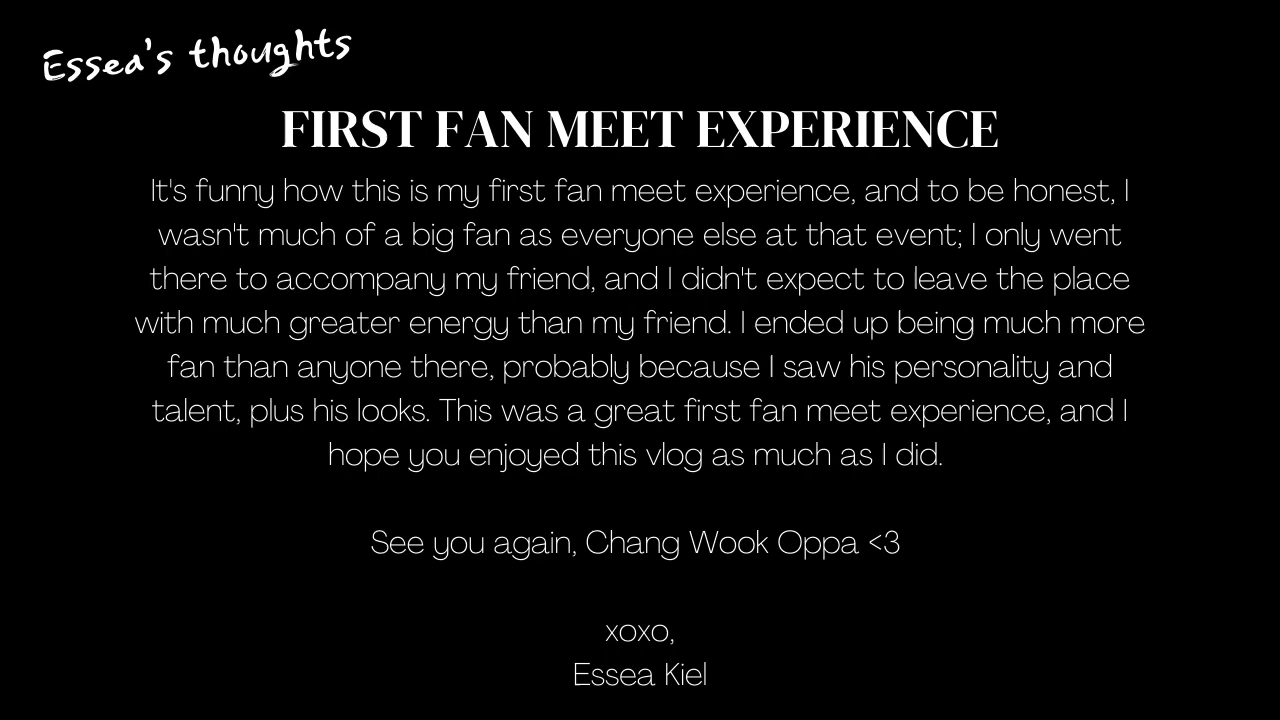 Essea's thoughts
FIRST FAN MEET EXPERIENCE
It's funny how this is my first fan meet experience, and to be honest, I
wasn't much of a big fan as everyone else at that event; I only went
there to accompany my friend, and I didn't expect to leave the place
with much greater energy than my friend. I ended up being much more
fan than anyone there, probably because I saw his personality and
talent, plus his looks. This was a great first fan meet experience, and I
hope you enjoyed this vlog as much as I did.
See you again, Chang Wook Oppa <3
xoxo,
Essea Kiel